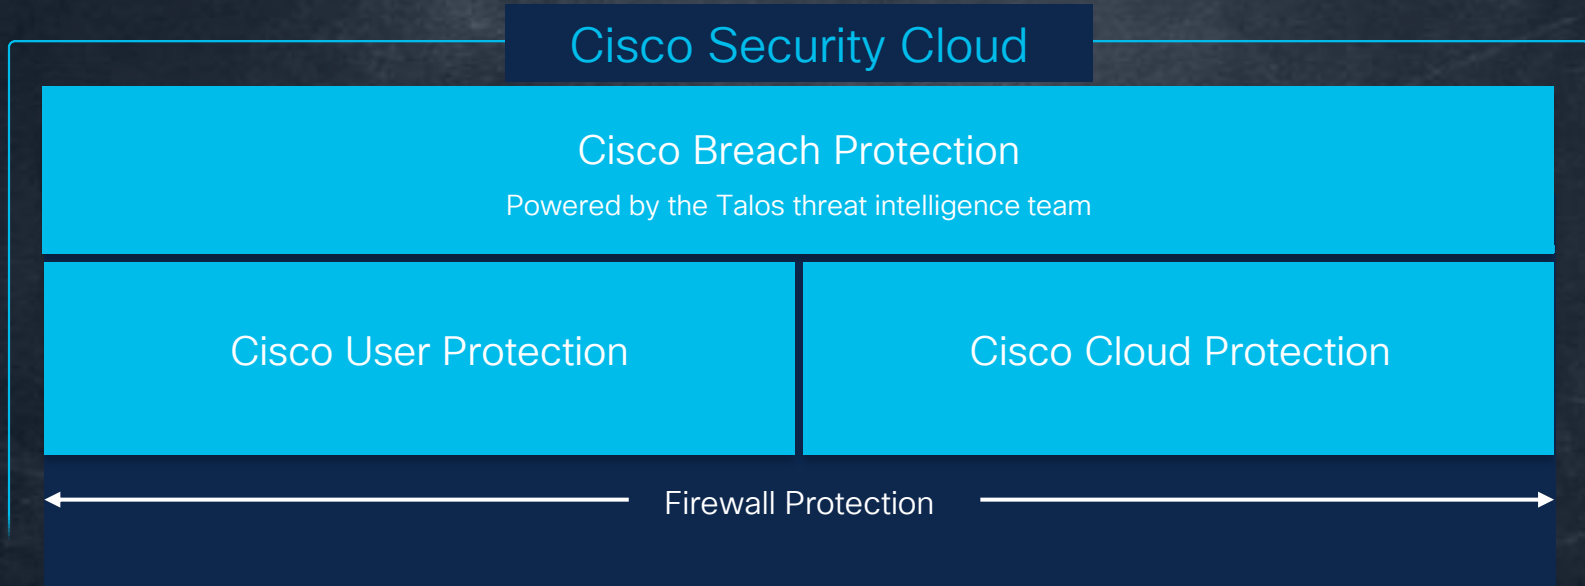 Cisco Security Cloud
Cisco Breach Protection
Powered by the Talos threat intelligence team
Cisco User Protection
Cisco Cloud Protection
Firewall Protection